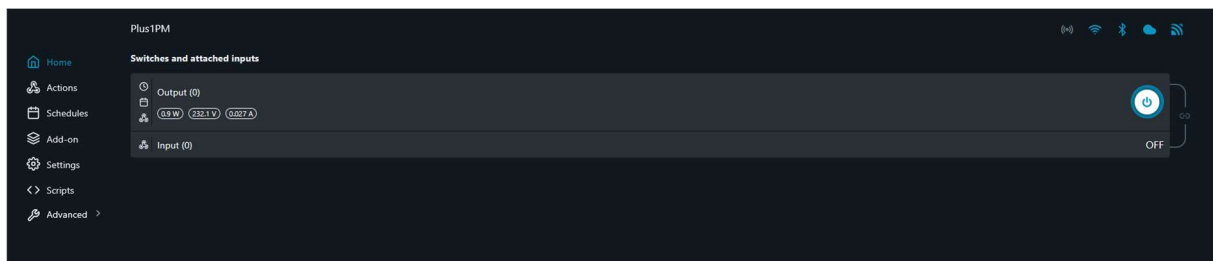 Plus1PM
Home
Actions
Schedules
Add-on
Settings
Scripts
Advanced
Switches and attached inputs
Output (0)
0.9 W 232.1 V 0.027 A
Input (0) OFF